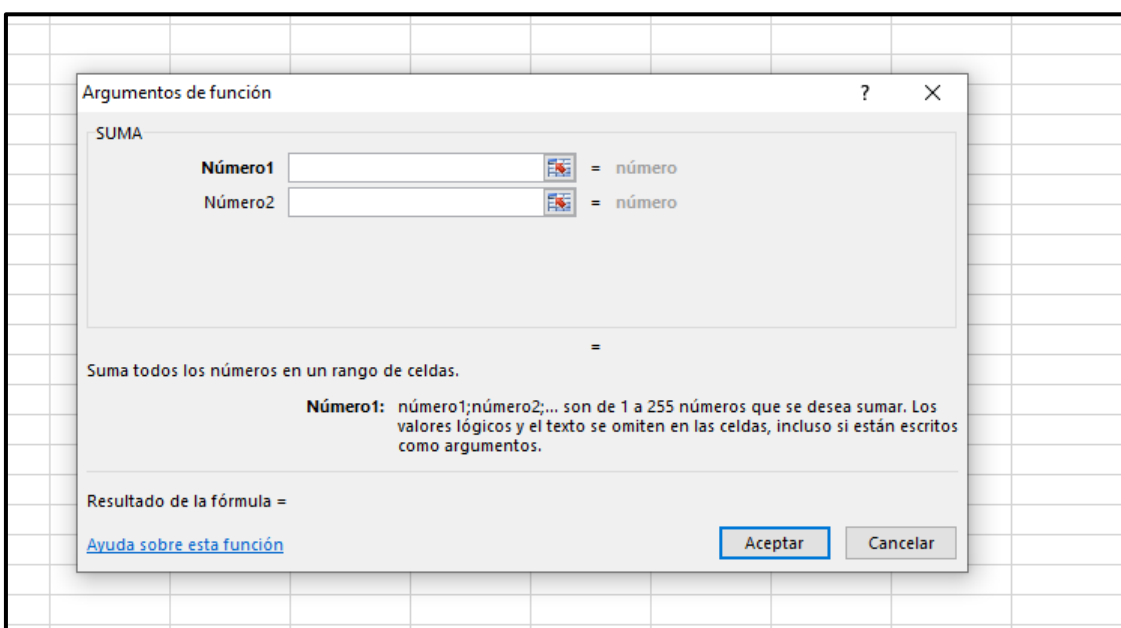 Argumentos de función ?
SUMA
Número1 = número
Número2 = número
=
Suma todos los números en un rango de celdas.
Número1: número1;número2;... son de 1 a 255 números que se desea sumar. Los
valores lógicos y el texto se omiten en las celdas, incluso si están escritos
como argumentos.
Resultado de la fórmula =
Ayuda sobre esta función
Aceptar Cancelar